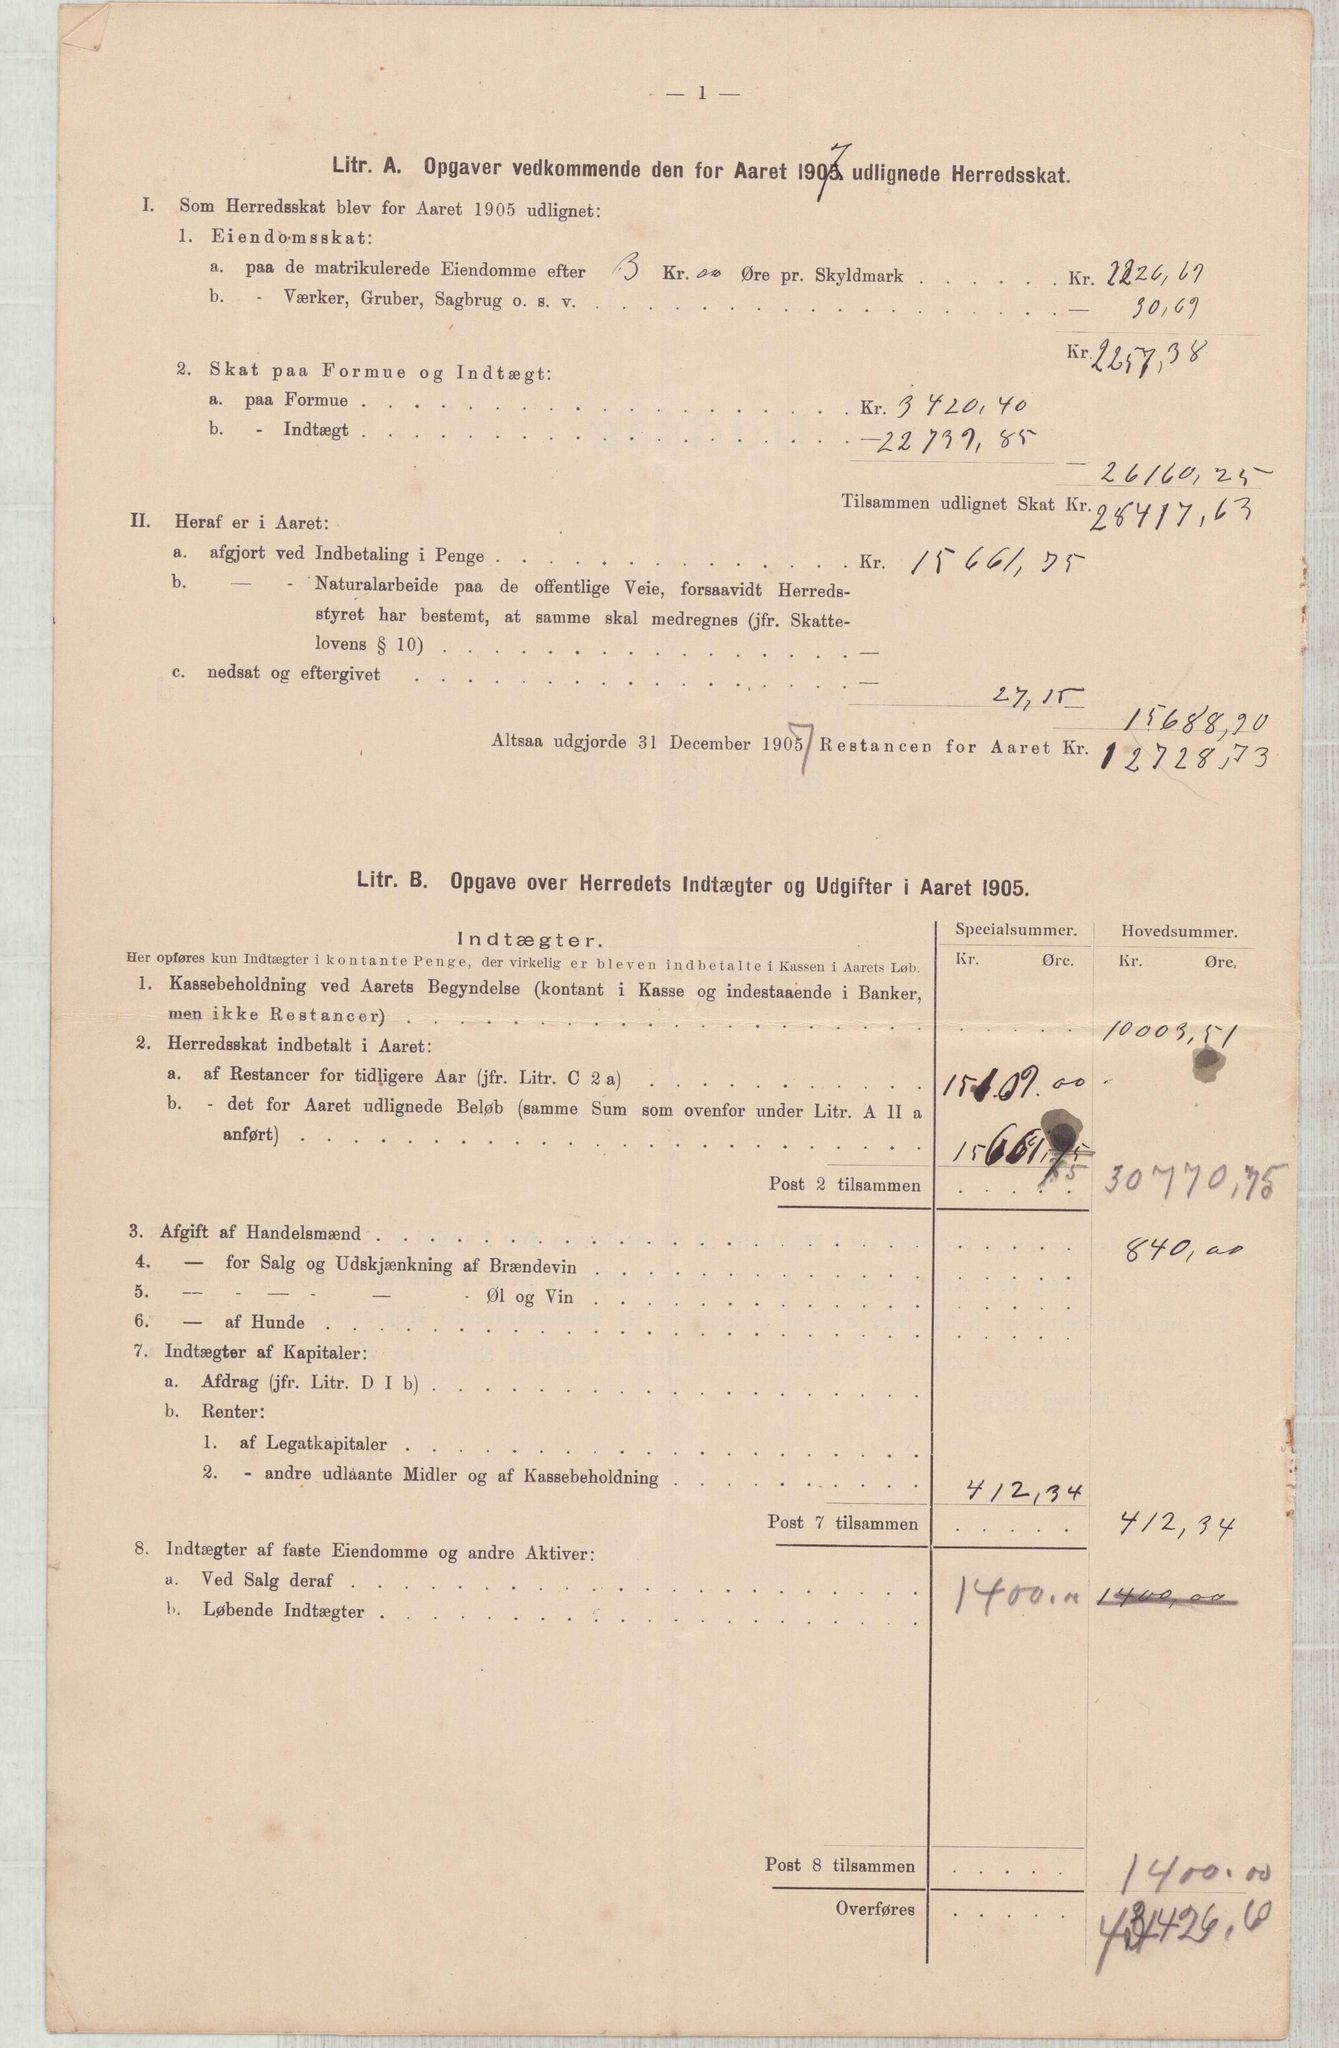 — 1 —
Litr. A. Opgaver vedkommende den for Aaret 1907 udlignede Herredsskat.
I. Som Herredsskat blev for Aaret 1905 udlignet:
1. Eiendomsskat:
a. paa de matrikulerede Eiendomme efter 3 Kr. 00 Øre pr. Skyldmark . . . . . . Kr. 2226,69
b. - Værker, Gruber, Sagbrug o. s. v. . . . . . . . . . . . . . . . . . . — 30,69
Kr. 2257,38
2. Skat paa Formue og Indtægt:
a. paa Formue . . . . . . . . . . . . . . . . . . . Kr. 3420,40
b. - Indtægt . . . . . . . . . . . . . . . . . . . — 22739,85
— 26160,25
Tilsammen udlignet Skat Kr. 28417,63
II. Heraf er i Aaret:
a. afgjort ved Indbetaling i Penge . . . . . . . . . . . . . . Kr. 15661,75
b. — - Naturalarbeide paa de offentlige Veie, forsaavidt Herreds-
styret har bestemt, at samme skal medregnes (jfr. Skatte-
lovens § 10) . . . . . . . . . . . . . . . . —
c. nedsat og eftergivet . . . . . . . . . . . . . . . . . — 27,15
15688,90
Altsaa udgjorde 31 December 1907 Restancen for Aaret Kr. 12728,73
Litr. B. Opgave over Herredets Indtægter og Udgifter i Aaret 1905.
Indtægter. Specialsummer. Hovedsummer.
Her opføres kun Indtægter i kontante Penge, der virkelig er bleven indbetalte i Kassen i Aarets Løb. Kr. Øre. Kr. Øre.
1. Kassebeholdning ved Aarets Begyndelse (kontant i Kasse og indestaaende i Banker,
men ikke Restancer) . . . . . . . . . . . . . . . . . . . . . . . . . 10003,51
2. Herredsskat indbetalt i Aaret:
a. af Restancer for tidligere Aar (jfr. Litr. C 2 a) . . . . . . . . . . . 15109.00
b. - det for Aaret udlignede Beløb (samme Sum som ovenfor under Litr. A II a
anført) . . . . . . . . . . . . . . . . . . . . . . . . 15661,75
Post 2 tilsammen . . . . . 30770,75
3. Afgift af Handelsmænd . . . . . . . . . . . . . . . . . . . . . . . . . . 840,00
4. — for Salg og Udskjænkning af Brændevin . . . . . . . . . . . . . . . . . .
5. — - — - — - Øl og Vin . . . . . . . . . . . . . . . . . .
6. — af Hunde . . . . . . . . . . . . . . . . . . . . . . . . . . . .
7. Indtægter af Kapitaler:
a. Afdrag (jfr. Litr. D I b) . . . . . . . . . . . . . . . . . . .
b. Renter:
1. af Legatkapitaler . . . . . . . . . . . . . . . . . . . .
2. - andre udlaante Midler og af Kassebeholdning . . . . . . . . . . 412,34
Post 7 tilsammen . . . . . 412,34
8. Indtægter af faste Eiendomme og andre Aktiver:
a. Ved Salg deraf . . . . . . . . . . . . . . . . . . . . . . 1400.00 1400,00
b. Løbende Indtægter . . . . . . . . . . . . . . . . . . . . .
Post 8 tilsammen . . . . . 1400.00
Overføres . . . . . 43426.60